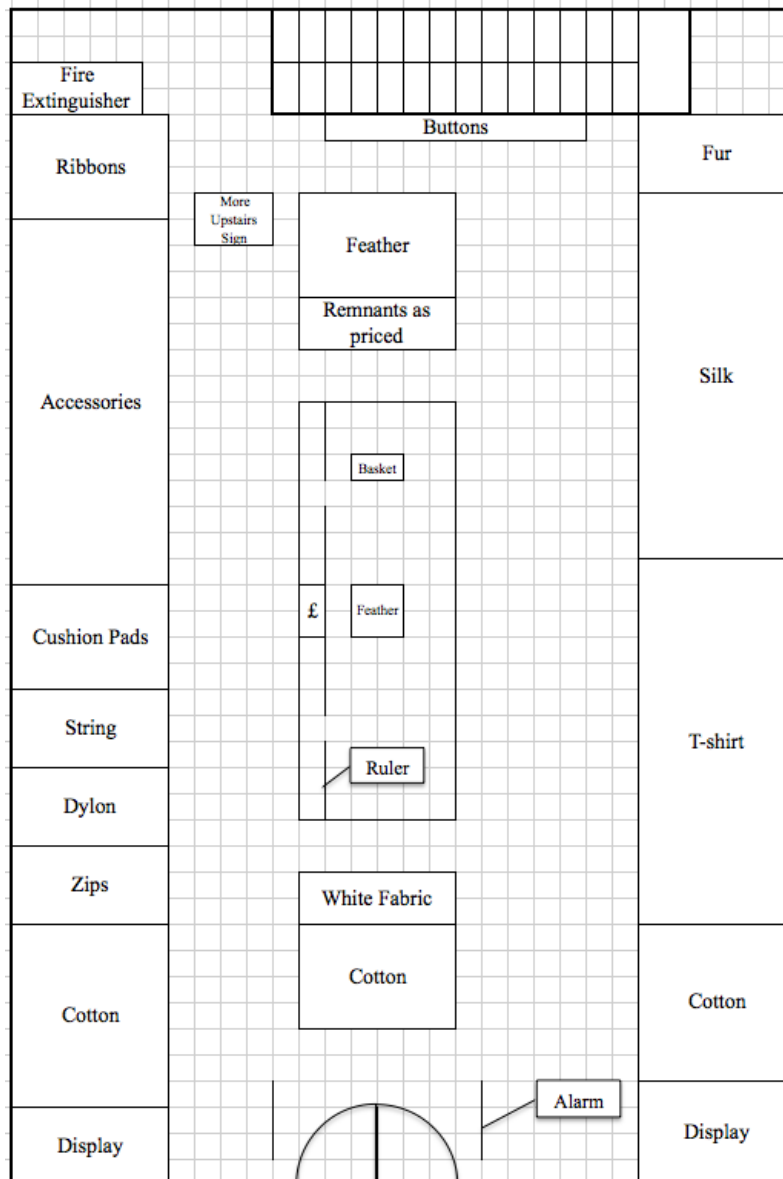 Fire
Extinguisher
Buttons
Ribbons
Fur
More
Upstairs
Sign
Feather
Remnants as
priced
Accessories
Silk
Basket
£
Feather
Cushion Pads
String
T-shirt
Ruler
Dylon
Zips
White Fabric
Cotton
Cotton
Cotton
Alarm
Display
Display